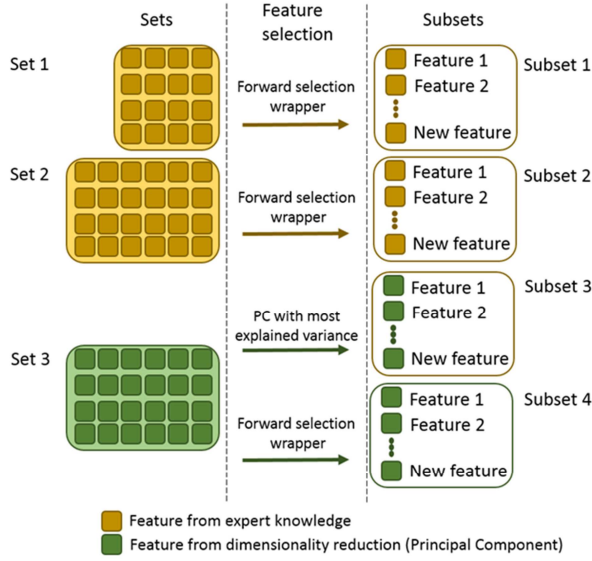 Sets
Feature
selection
Subsets
Set 1
Forward selection
wrapper
Feature 1
Feature 2
New feature
Subset 1
Set 2
Forward selection
wrapper
Feature 1
Feature 2
New feature
Subset 2
Set 3
PC with most
explained variance
Feature 1
Feature 2
New feature
Subset 3
Forward selection
wrapper
Feature 1
Feature 2
New feature
Subset 4
Feature from expert knowledge
Feature from dimensionality reduction (Principal Component)